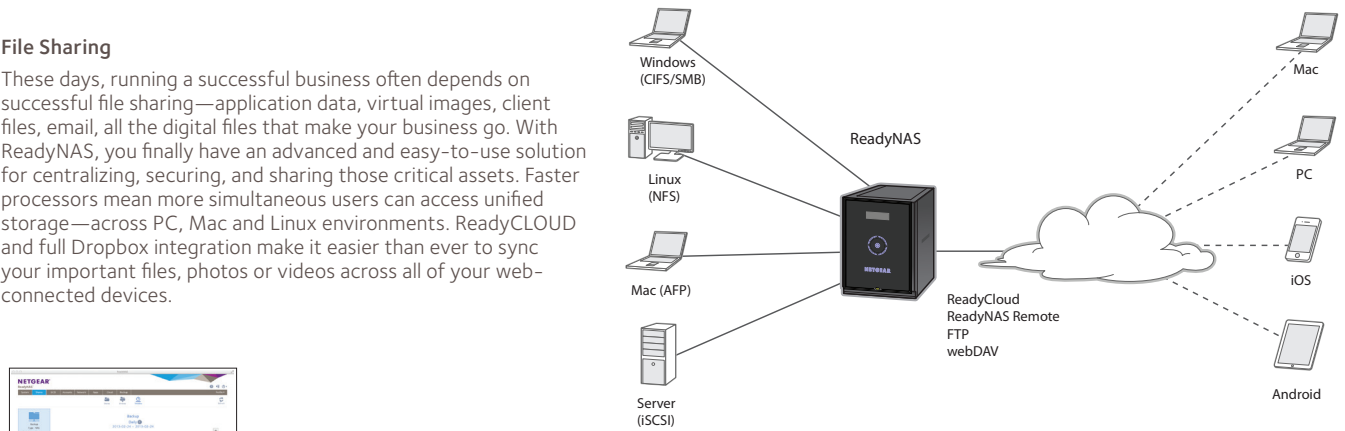 File Sharing
These days, running a successful business often depends on
successful file sharing—application data, virtual images, client
files, email, all the digital files that make your business go. With
ReadyNAS, you finally have an advanced and easy-to-use solution
for centralizing, securing, and sharing those critical assets. Faster
processors mean more simultaneous users can access unified
storage—across PC, Mac and Linux environments. ReadyCLOUD
and full Dropbox integration make it easier than ever to sync
your important files, photos or videos across all of your web-
connected devices.
Windows
(CIFS/SMB)
Linux
(NFS)
Mac (AFP)
Server
(iSCSI)
ReadyNAS
NETGEAR
ReadyCloud
ReadyNAS Remote
FTP
webDAV
Mac
PC
iOS
Android
NETGEAR
Backup